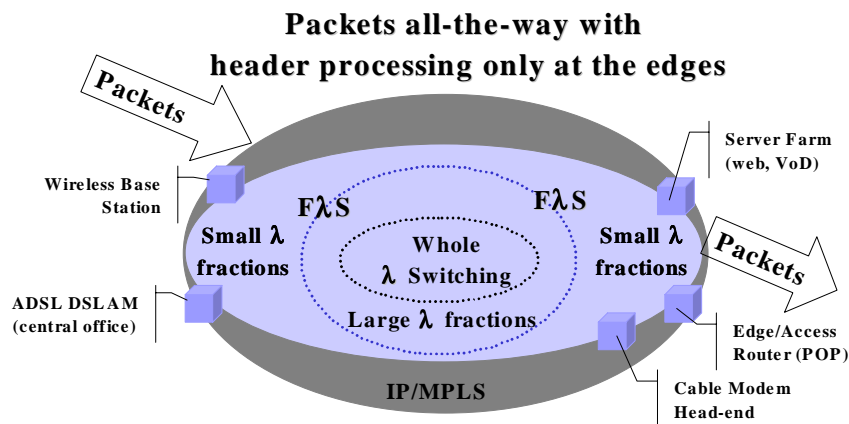 Packets all-the-way with
header processing only at the edges
Packets
Wireless Base
Station
Server Farm
(web, VoD)
FλS
FλS
Small λ
fractions
Whole
λ Switching
Small λ
fractions
Packets
ADSL DSLAM
(central office)
Large λ fractions
Edge/Access
Router (POP)
IP/MPLS
Cable Modem
Head-end